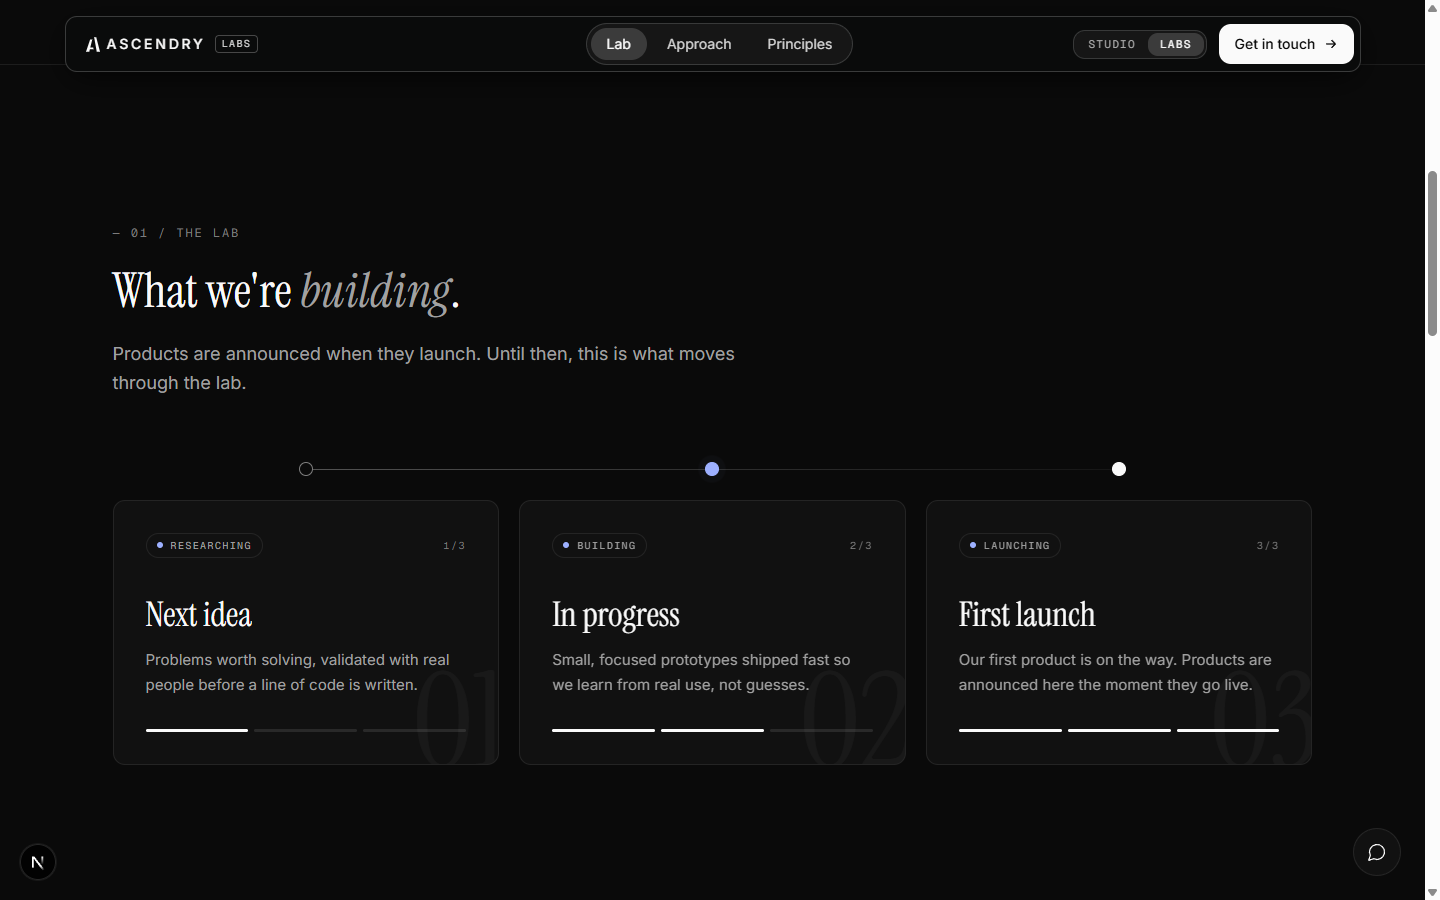 ASCENDRY LABS
Lab Approach Principles
STUDIO LABS
Get in touch →
— 01 / THE LAB
What we're building.
Products are announced when they launch. Until then, this is what moves
through the lab.
RESEARCHING 1/3
Next idea
Problems worth solving, validated with real
people before a line of code is written.
01
BUILDING 2/3
In progress
Small, focused prototypes shipped fast so
we learn from real use, not guesses.
02
LAUNCHING 3/3
First launch
Our first product is on the way. Products are
announced here the moment they go live.
03
N